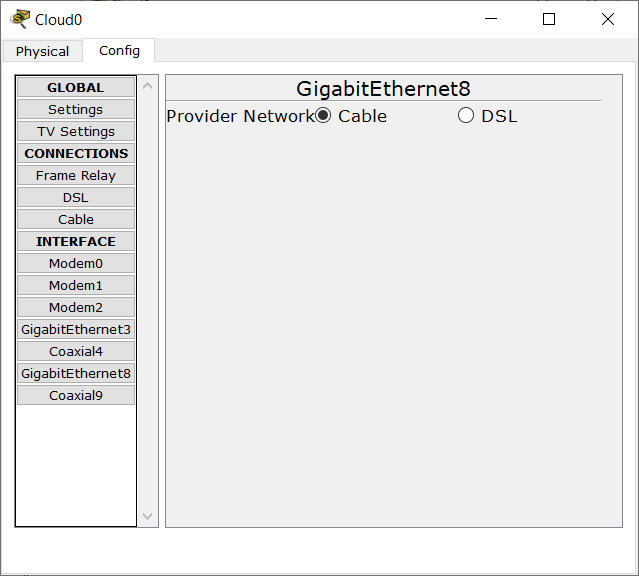 Cloud0
Physical
Config
GLOBAL
Settings
TV Settings
CONNECTIONS
Frame Relay
DSL
Cable
INTERFACE
Modem0
Modem1
Modem2
GigabitEthernet3
Coaxial4
GigabitEthernet8
Coaxial9
GigabitEthernet8
Provider Network Cable DSL